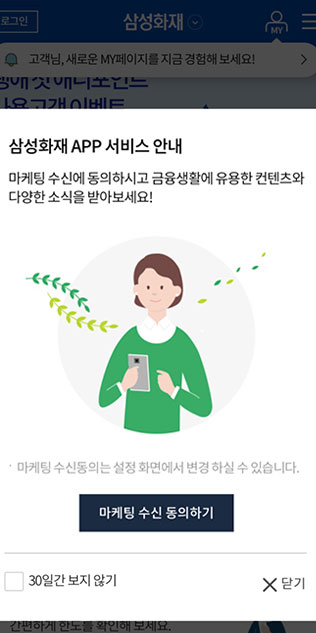 로그인
삼성화재
MY
고객님, 새로운 MY페이지를 지금 경험해 보세요!
삼성화재 APP 서비스 안내
마케팅 수신에 동의하시고 금융생활에 유용한 컨텐츠와
다양한 소식을 받아보세요!
· 마케팅 수신동의는 설정 화면에서 변경 하실 수 있습니다.
마케팅 수신 동의하기
30일간 보지 않기
닫기
간편하게 한도를 확인해 보세요.